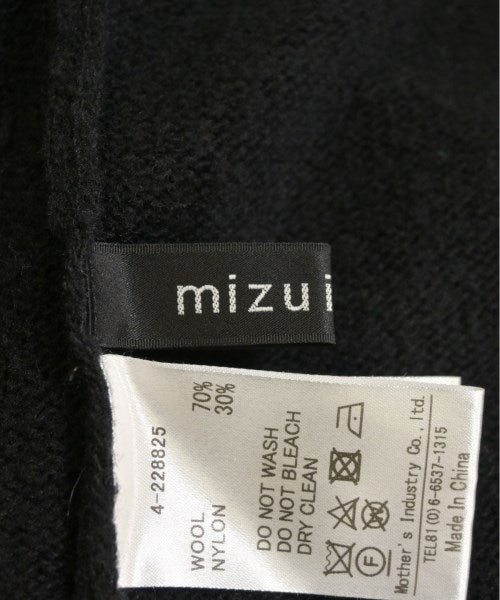 mizui
4-228825
WOOL 70%
NYLON 30%
DO NOT WASH
DO NOT BLEACH
DRY CLEAN
F
Mother's Industry Co., ltd.
TEL81(0)6-6537-1315
Made In China